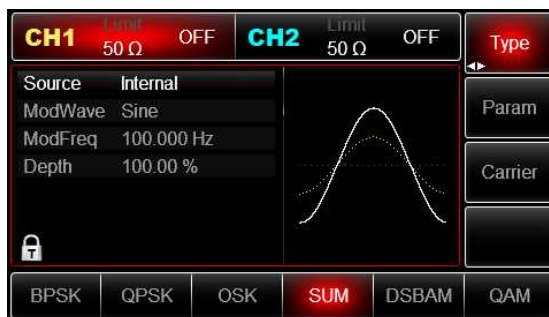 CH1 Limit 50 Ω OFF CH2 Limit 50 Ω OFF Type
Source Internal
ModWave Sine
ModFreq 100.000 Hz
Depth 100.00 %
Param
Carrier
BPSK QPSK OSK SUM DSBAM QAM